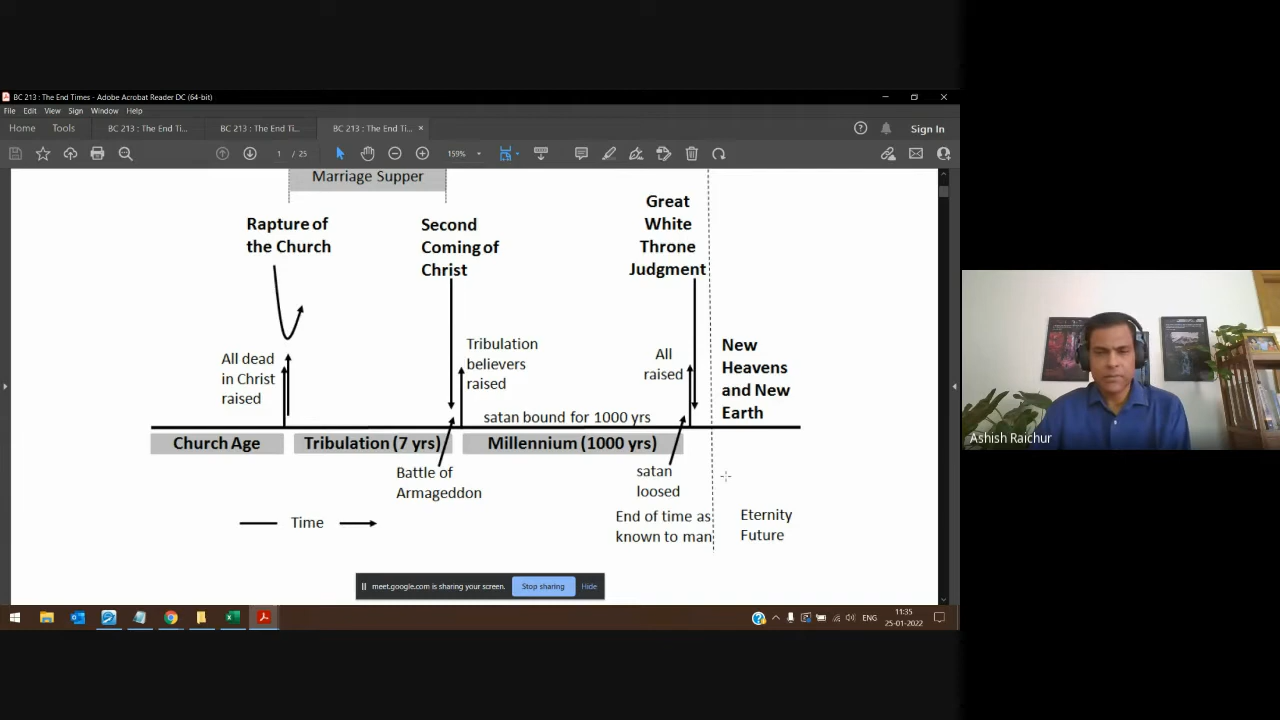 BC 213 : The End Times - Adobe Acrobat Reader DC (64-bit)
File Edit View Sign Window Help
Home Tools BC 213 : The End Ti... BC 213 : The End Ti... BC 213 : The End Ti... × Sign In
1 / 25 159%
Marriage Supper
Rapture of
the Church
Second
Coming of
Christ
Great
White
Throne
Judgment
All dead
in Christ
raised
Tribulation
believers
raised
All
raised
New
Heavens
and New
Earth
satan bound for 1000 yrs
Church Age Tribulation (7 yrs) Millennium (1000 yrs)
Battle of
Armageddon
satan
loosed
Time
End of time as
known to man
Eternity
Future
meet.google.com is sharing your screen. Stop sharing Hide
ENG
11:35
25-01-2022
Ashish Raichur